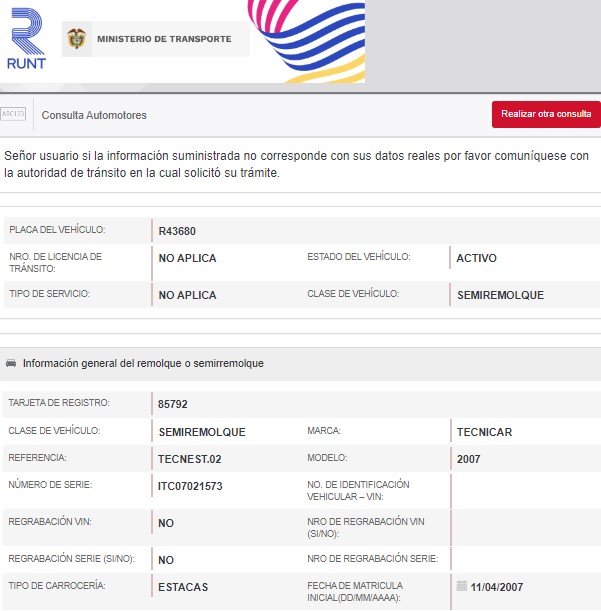 RUNT
MINISTERIO DE TRANSPORTE
ASC123
Consulta Automotores
Realizar otra consulta
Señor usuario si la información suministrada no corresponde con sus datos reales por favor comuníquese con
la autoridad de tránsito en la cual solicitó su trámite.
PLACA DEL VEHÍCULO: R43680
NRO. DE LICENCIA DE TRÁNSITO: NO APLICA ESTADO DEL VEHÍCULO: ACTIVO
TIPO DE SERVICIO: NO APLICA CLASE DE VEHÍCULO: SEMIREMOLQUE
Información general del remolque o semirremolque
TARJETA DE REGISTRO: 85792
CLASE DE VEHÍCULO: SEMIREMOLQUE MARCA: TECNICAR
REFERENCIA: TECNEST.02 MODELO: 2007
NÚMERO DE SERIE: ITC07021573 NO. DE IDENTIFICACIÓN VEHICULAR – VIN:
REGRABACIÓN VIN: NO NRO DE REGRABACIÓN VIN (SI/NO):
REGRABACIÓN SERIE (SI/NO): NO NRO DE REGRABACIÓN SERIE:
TIPO DE CARROCERÍA: ESTACAS FECHA DE MATRICULA INICIAL(DD/MM/AAAA): 11/04/2007